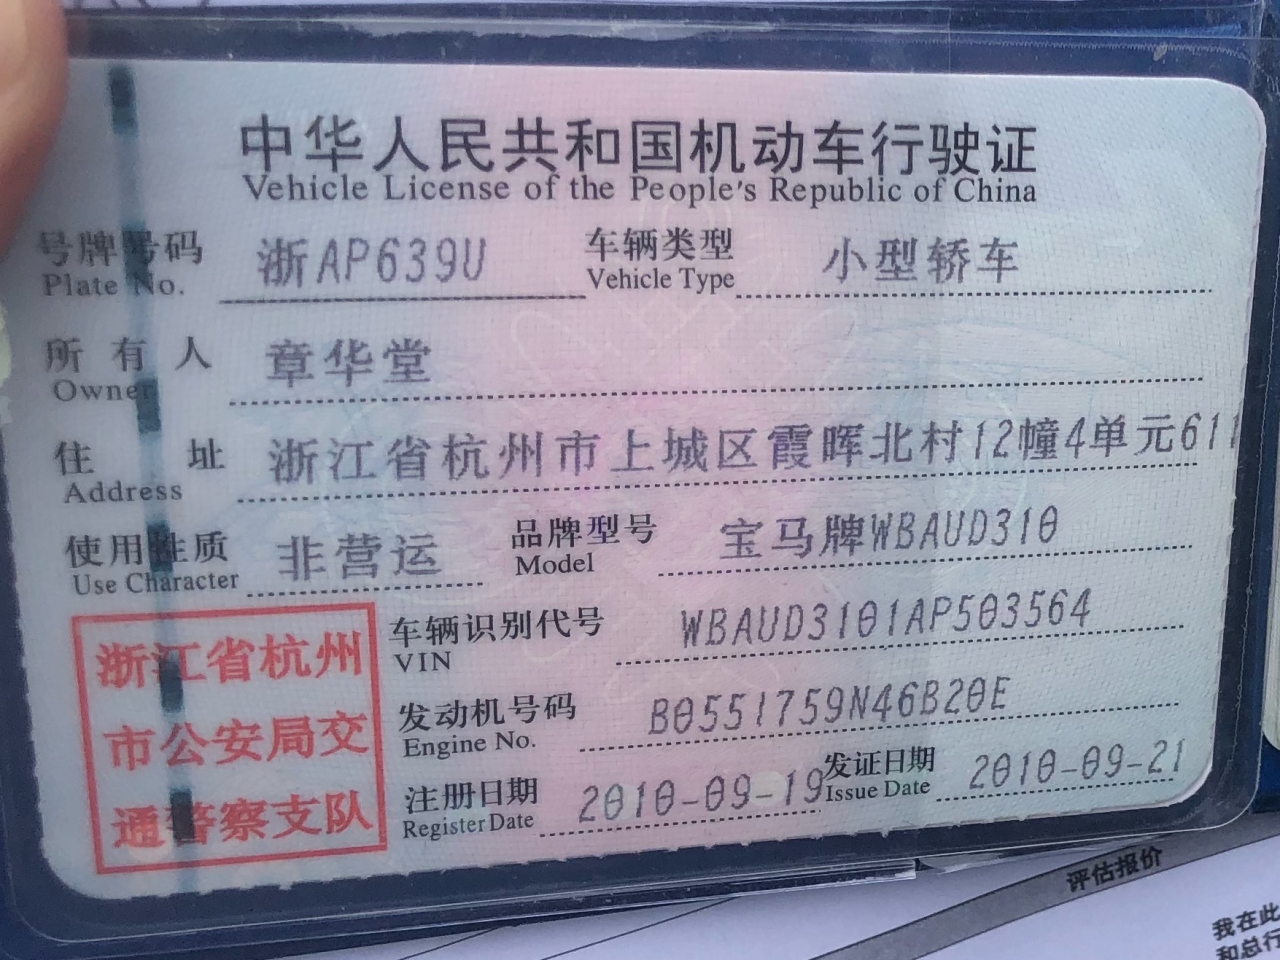 中华人民共和国机动车行驶证
Vehicle License of the People's Republic of China
号牌号码 浙AP639U 车辆类型 小型轿车
Plate No. Vehicle Type
所有人 章华堂
Owner
住址 浙江省杭州市上城区霞晖北村12幢4单元611
Address
使用性质 非营运 品牌型号 宝马牌WBAUD310
Use Character Model
浙江省杭州
市公安局交
通警察支队
车辆识别代号 WBAUD3101AP503564
VIN
发动机号码 B0551759N46B20E
Engine No.
注册日期 2010-09-19 发证日期 2010-09-21
Register Date Issue Date
评估报价
我在此
和总行